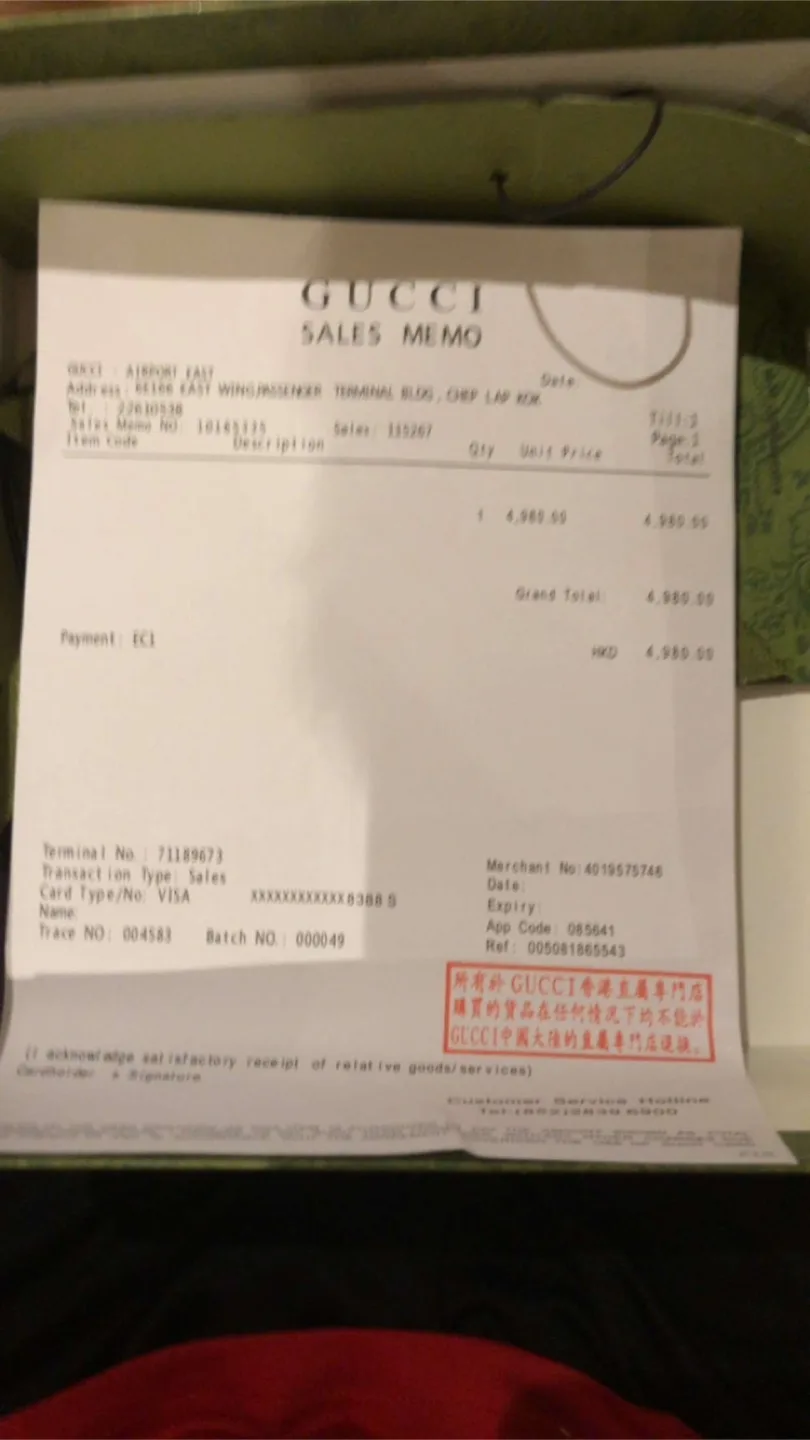 GUCCI
SALES MEMO
GUCCI : AIRPORT EAST
Date:
Address: EAST WING/PASSENGER TERMINAL BLDG, CHEP LAP KOK
Tel : 22610538
Till:1
Sales Memo NO: Sales:
Page:1
Item Code Description Qty Unit Price Total
1 4,980.00 4,980.00
Grand Total: 4,980.00
Payment: EC1
HKD 4,980.00
Terminal No.: 71189673
Transaction Type: Sales
Card Type/No: VISA XXXXXXXXXXXX8388 S
Name:
Trace NO: 004583 Batch NO.: 000049
Merchant No:4019575746
Date:
Expiry:
App Code: 085641
Ref: 005081865543
所有於GUCCI香港直屬專門店
購買的貨品在任何情況下均不能於
GUCCI中國大陸的直屬專門店退換。
(I acknowledge satisfactory receipt of relative goods/services)
Cardholder's Signature
Customer Service Hotline